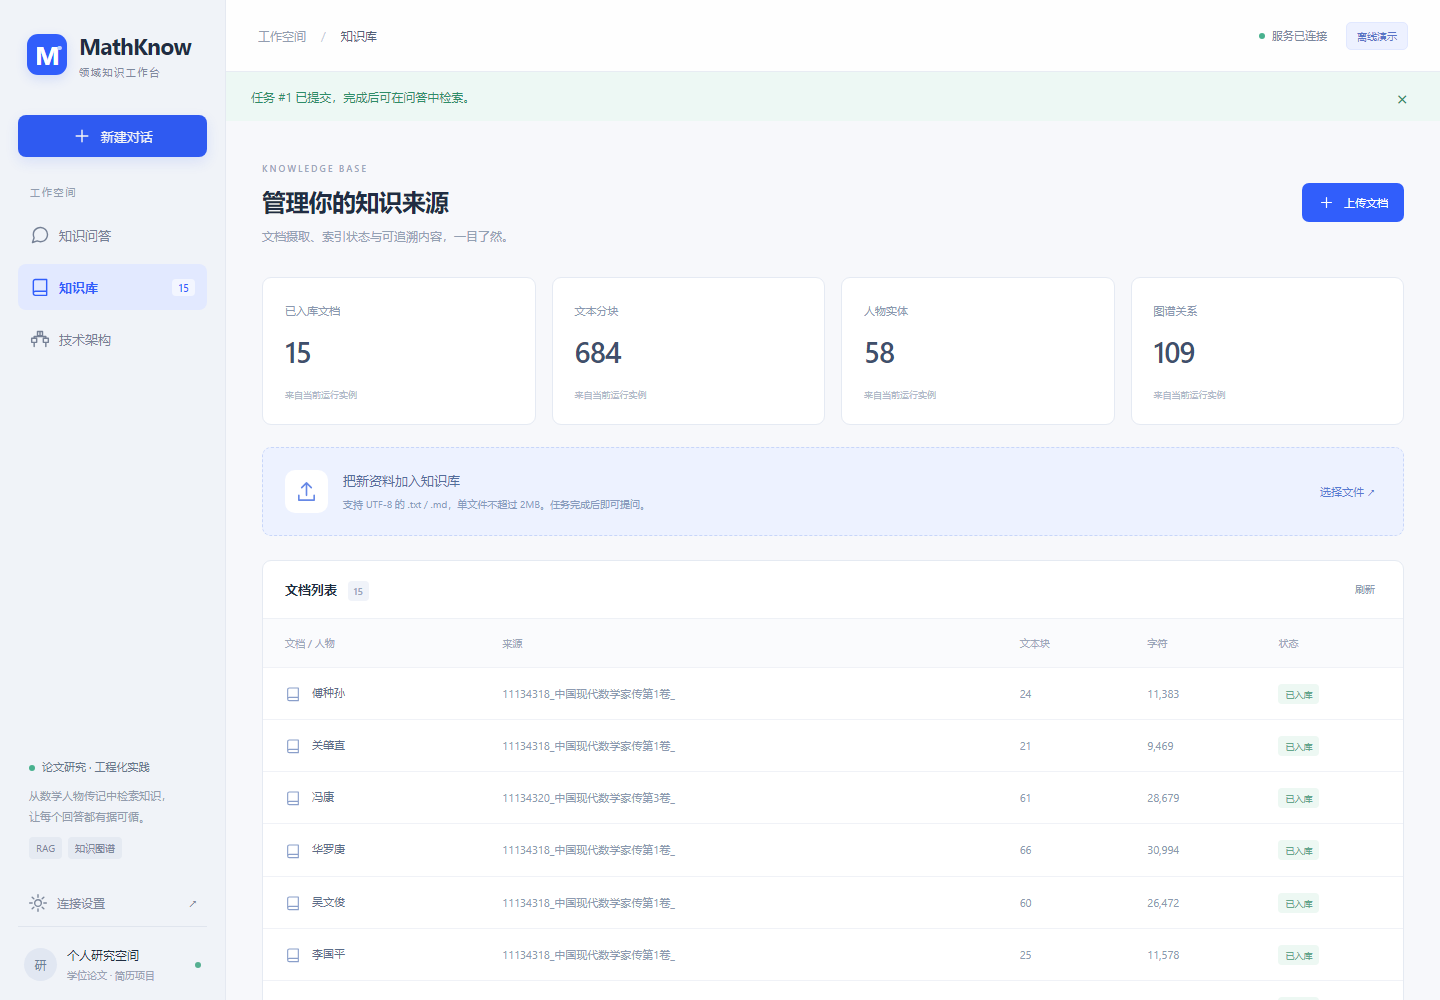 MathKnow
领域知识工作台
新建对话
工作空间
知识问答
知识库 15
技术架构
论文研究 · 工程化实践
从数学人物传记中检索知识，
让每个回答都有据可循。
RAG 知识图谱
连接设置 ↗
研 个人研究空间
学位论文 · 简历项目
工作空间 / 知识库
服务已连接 离线演示
任务 #1 已提交，完成后可在问答中检索。 ×
KNOWLEDGE BASE
管理你的知识来源
文档摄取、索引状态与可追溯内容，一目了然。
上传文档
已入库文档
15
来自当前运行实例
文本分块
684
来自当前运行实例
人物实体
58
来自当前运行实例
图谱关系
109
来自当前运行实例
把新资料加入知识库
支持 UTF-8 的 .txt / .md，单文件不超过 2MB。任务完成后即可提问。
选择文件 ↗
文档列表 15 刷新
文档 / 人物 来源 文本块 字符 状态
傅种孙 11134318_中国现代数学家传第1卷_ 24 11,383 已入库
关肇直 11134318_中国现代数学家传第1卷_ 21 9,469 已入库
冯康 11134320_中国现代数学家传第3卷_ 61 28,679 已入库
华罗庚 11134318_中国现代数学家传第1卷_ 66 30,994 已入库
吴文俊 11134318_中国现代数学家传第1卷_ 60 26,472 已入库
李国平 11134318_中国现代数学家传第1卷_ 25 11,578 已入库